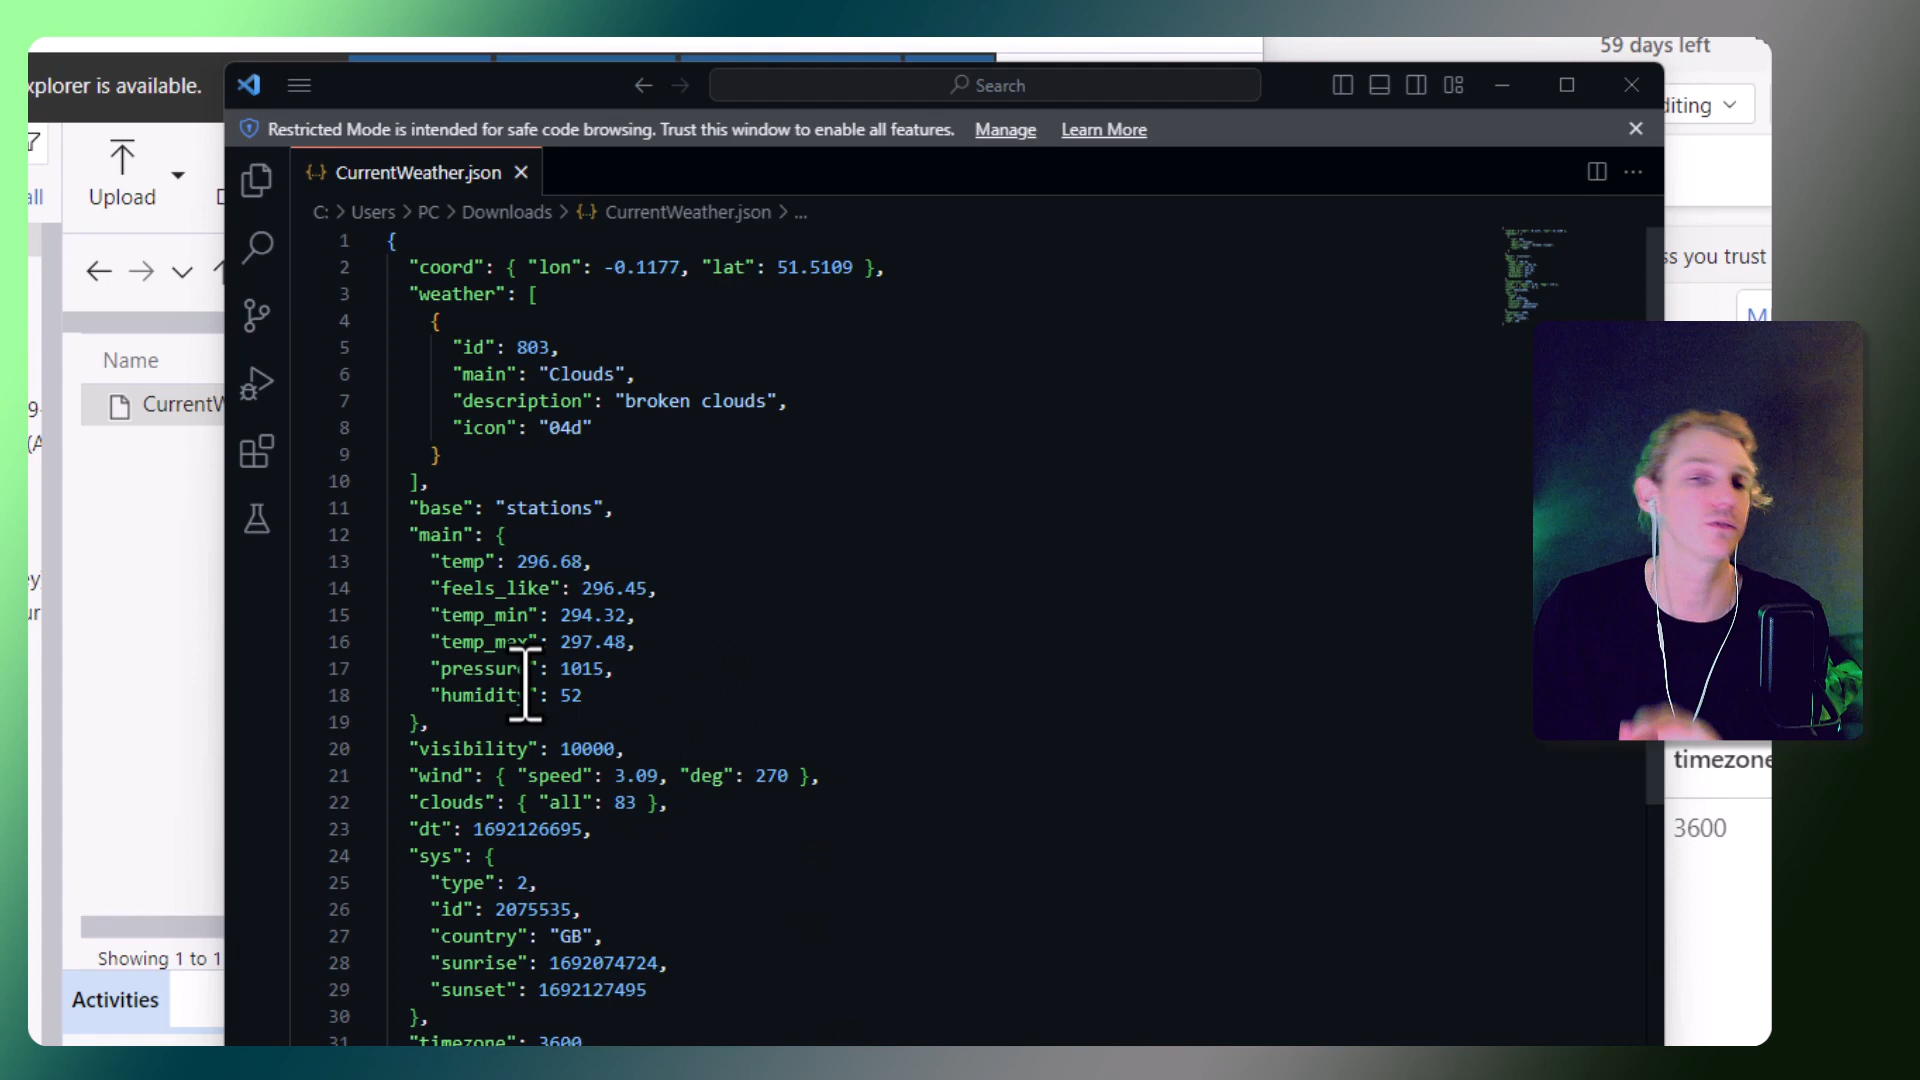 59 days left
xplorer is available.
Search
diting
Restricted Mode is intended for safe code browsing. Trust this window to enable all features. Manage Learn More
Upload
all
CurrentWeather.json
C: > Users > PC > Downloads > {..} CurrentWeather.json > ...
ss you trust
Name
CurrentW
Showing 1 to 1
Activities
1 {
2 "coord": { "lon": -0.1177, "lat": 51.5109 },
3 "weather": [
4 {
5 "id": 803,
6 "main": "Clouds",
7 "description": "broken clouds",
8 "icon": "04d"
9 }
10 ],
11 "base": "stations",
12 "main": {
13 "temp": 296.68,
14 "feels_like": 296.45,
15 "temp_min": 294.32,
16 "temp_max": 297.48,
17 "pressure": 1015,
18 "humidity": 52
19 },
20 "visibility": 10000,
21 "wind": { "speed": 3.09, "deg": 270 },
22 "clouds": { "all": 83 },
23 "dt": 1692126695,
24 "sys": {
25 "type": 2,
26 "id": 2075535,
27 "country": "GB",
28 "sunrise": 1692074724,
29 "sunset": 1692127495
30 },
31 "timezone": 3600
timezone
3600